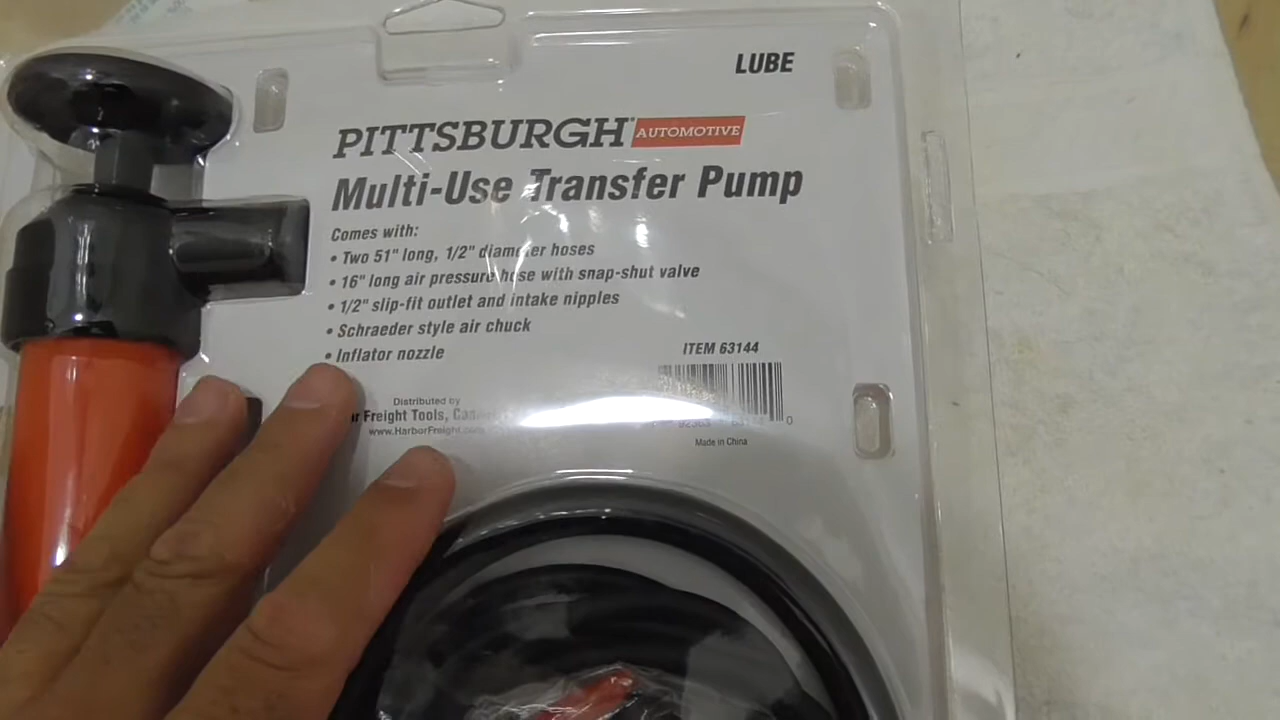 LUBE
PITTSBURGH AUTOMOTIVE
Multi-Use Transfer Pump
Comes with:
• Two 51" long, 1/2" diameter hoses
• 16" long air pressure hose with snap-shut valve
• 1/2" slip-fit outlet and intake nipples
• Schraeder style air chuck
• Inflator nozzle
ITEM 63144
Distributed by
Freight Tools,
www.HarborFreight.com
0
Made in China